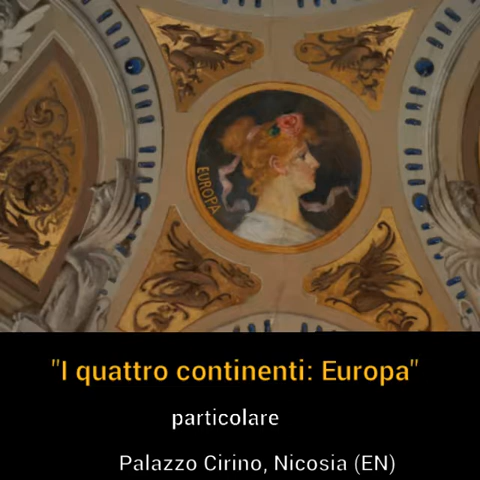 EUROPA
"I quattro continenti: Europa"
particolare
Palazzo Cirino, Nicosia (EN)